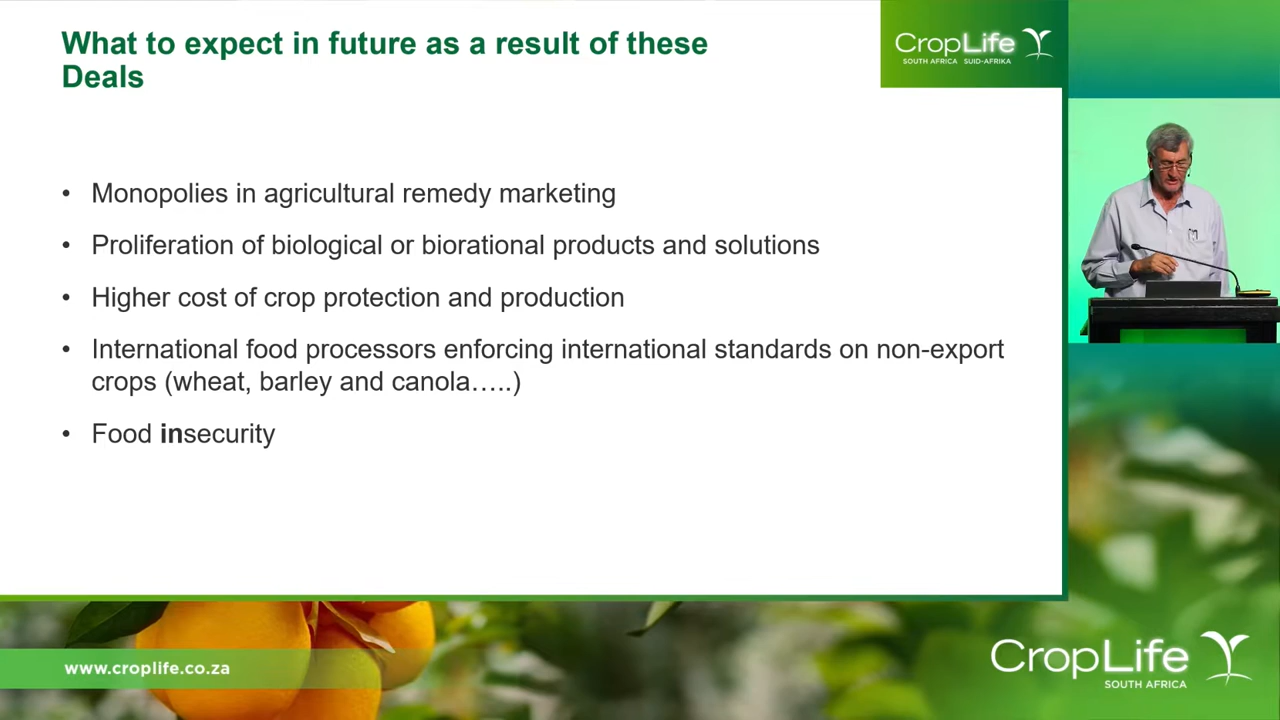 What to expect in future as a result of these
Deals
CropLife
SOUTH AFRICA SUID-AFRIKA
• Monopolies in agricultural remedy marketing
• Proliferation of biological or biorational products and solutions
• Higher cost of crop protection and production
• International food processors enforcing international standards on non-export
crops (wheat, barley and canola…..)
• Food insecurity
www.croplife.co.za
CropLife
SOUTH AFRICA